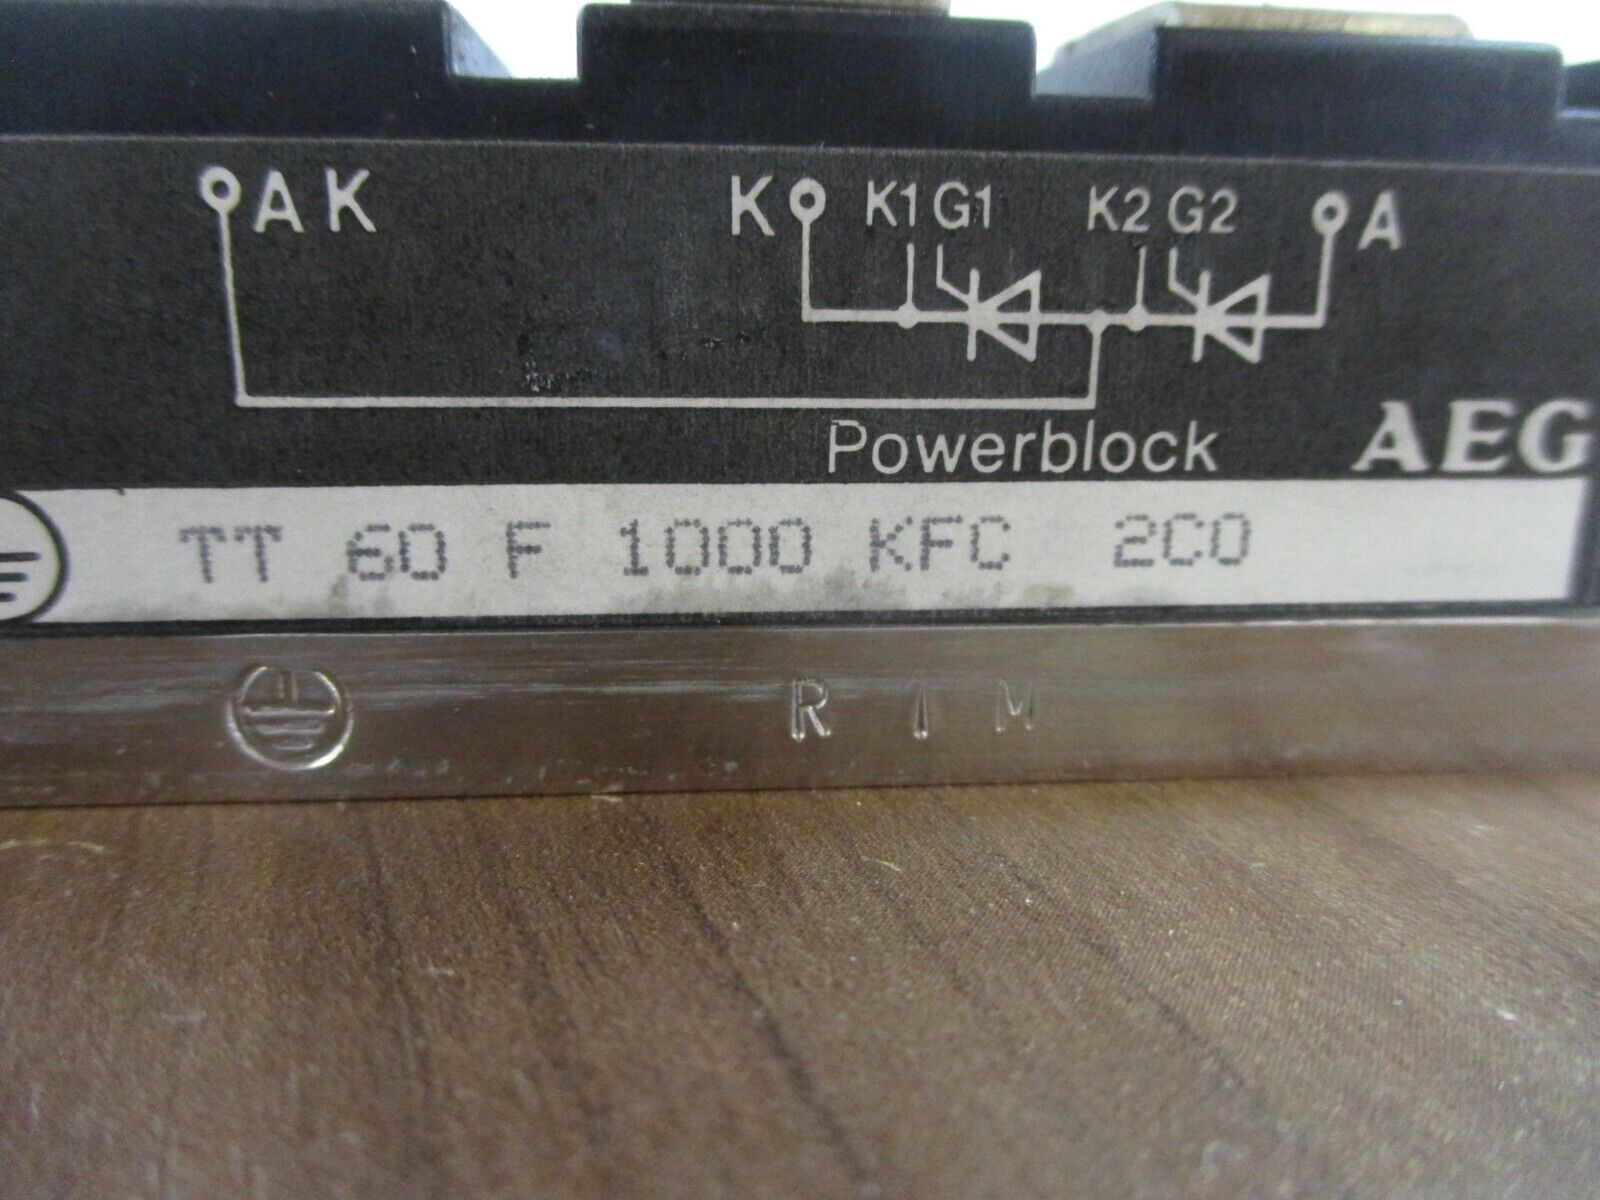 AK K K1 G1 K2 G2 A
Powerblock AEG
TT 60 F 1000 KFC 2C0
R I M